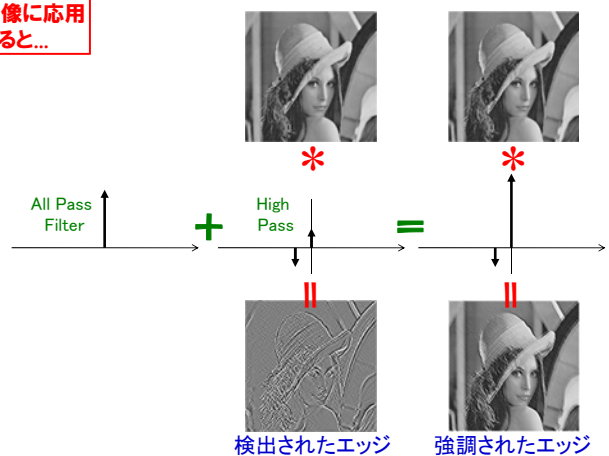 像に応用
ると...
*
*
All Pass
Filter
+
High
Pass
=
=
=
検出されたエッジ
強調されたエッジ